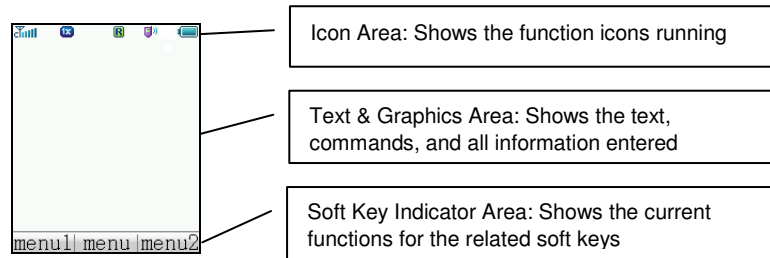 1X
R
Icon Area: Shows the function icons running
Text & Graphics Area: Shows the text,
commands, and all information entered
Soft Key Indicator Area: Shows the current
functions for the related soft keys
menu1 menu menu2